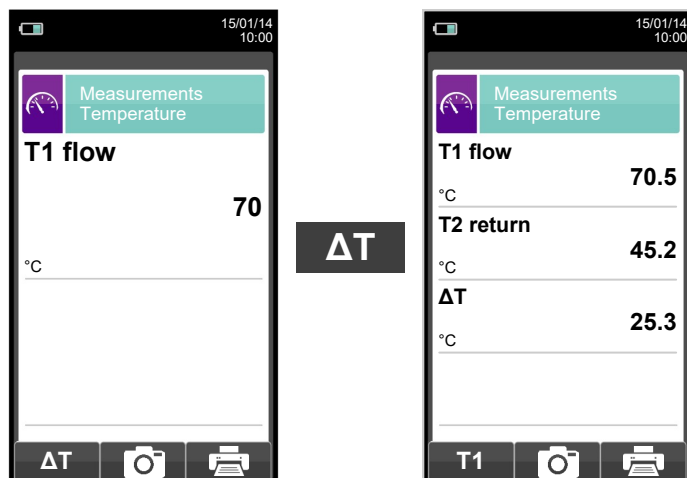 15/01/14
10:00
Measurements
Temperature
T1 flow
70
°C
ΔT
ΔT
15/01/14
10:00
Measurements
Temperature
T1 flow
70.5
°C
T2 return
45.2
°C
ΔT
25.3
°C
T1